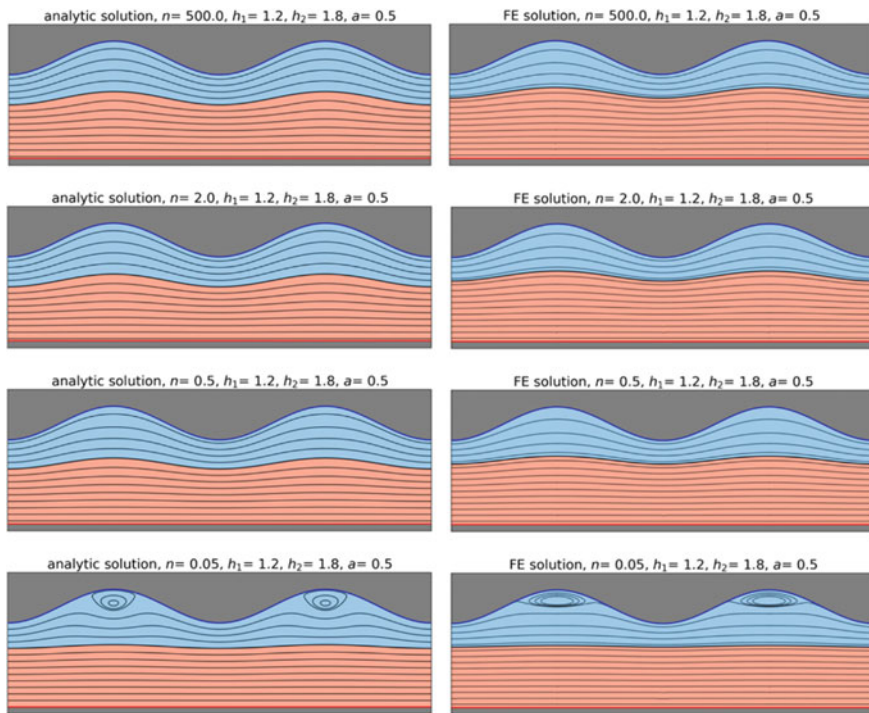 analytic solution, n= 500.0, h₁= 1.2, h₂= 1.8, a= 0.5
FE solution, n= 500.0, h₁= 1.2, h₂= 1.8, a= 0.5
analytic solution, n= 2.0, h₁= 1.2, h₂= 1.8, a= 0.5
FE solution, n= 2.0, h₁= 1.2, h₂= 1.8, a= 0.5
analytic solution, n= 0.5, h₁= 1.2, h₂= 1.8, a= 0.5
FE solution, n= 0.5, h₁= 1.2, h₂= 1.8, a= 0.5
analytic solution, n= 0.05, h₁= 1.2, h₂= 1.8, a= 0.5
FE solution, n= 0.05, h₁= 1.2, h₂= 1.8, a= 0.5